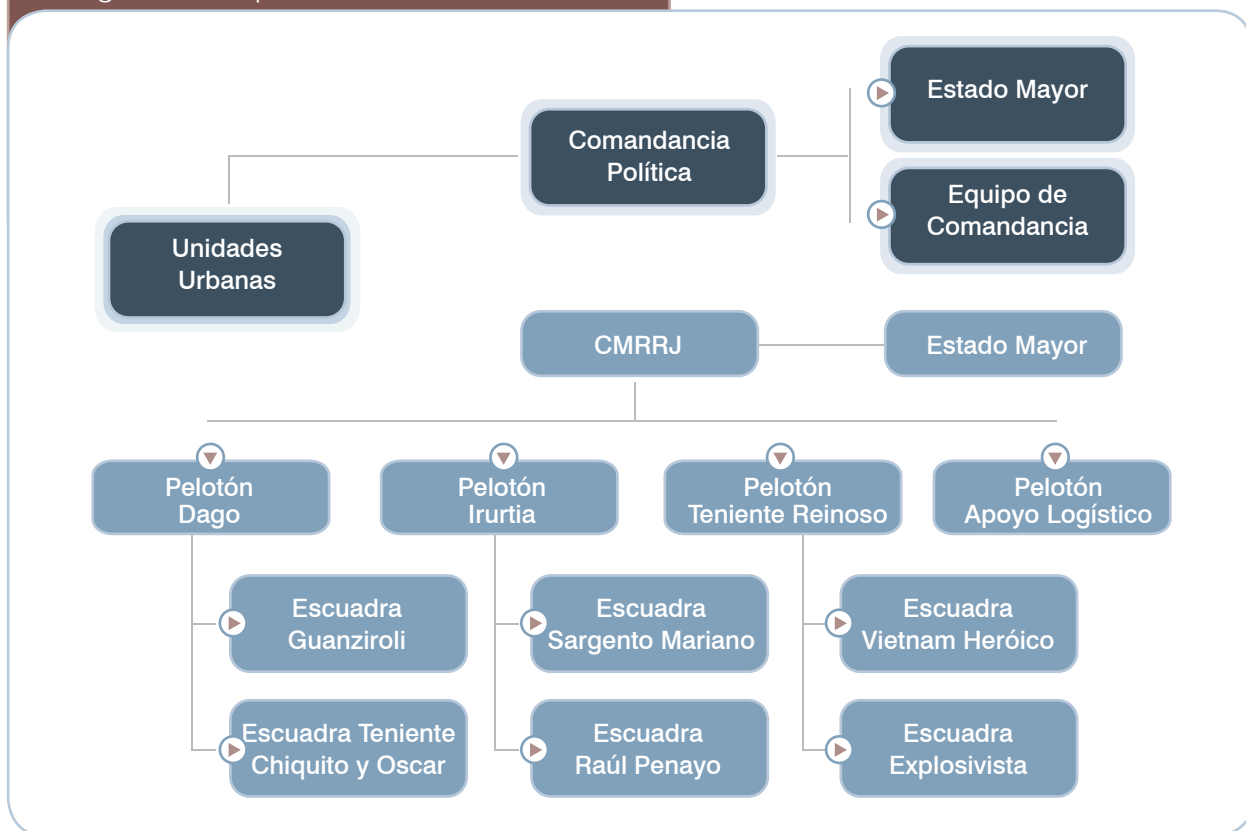 Estado Mayor
Comandancia
Política
Equipo de
Comandancia
Unidades
Urbanas
CMRRJ
Estado Mayor
Pelotón
Dago
Pelotón
Irurtia
Pelotón
Teniente Reinoso
Pelotón
Apoyo Logístico
Escuadra
Guanziroli
Escuadra
Sargento Mariano
Escuadra
Vietnam Heróico
Escuadra Teniente
Chiquito y Oscar
Escuadra
Raúl Penayo
Escuadra
Explosivista